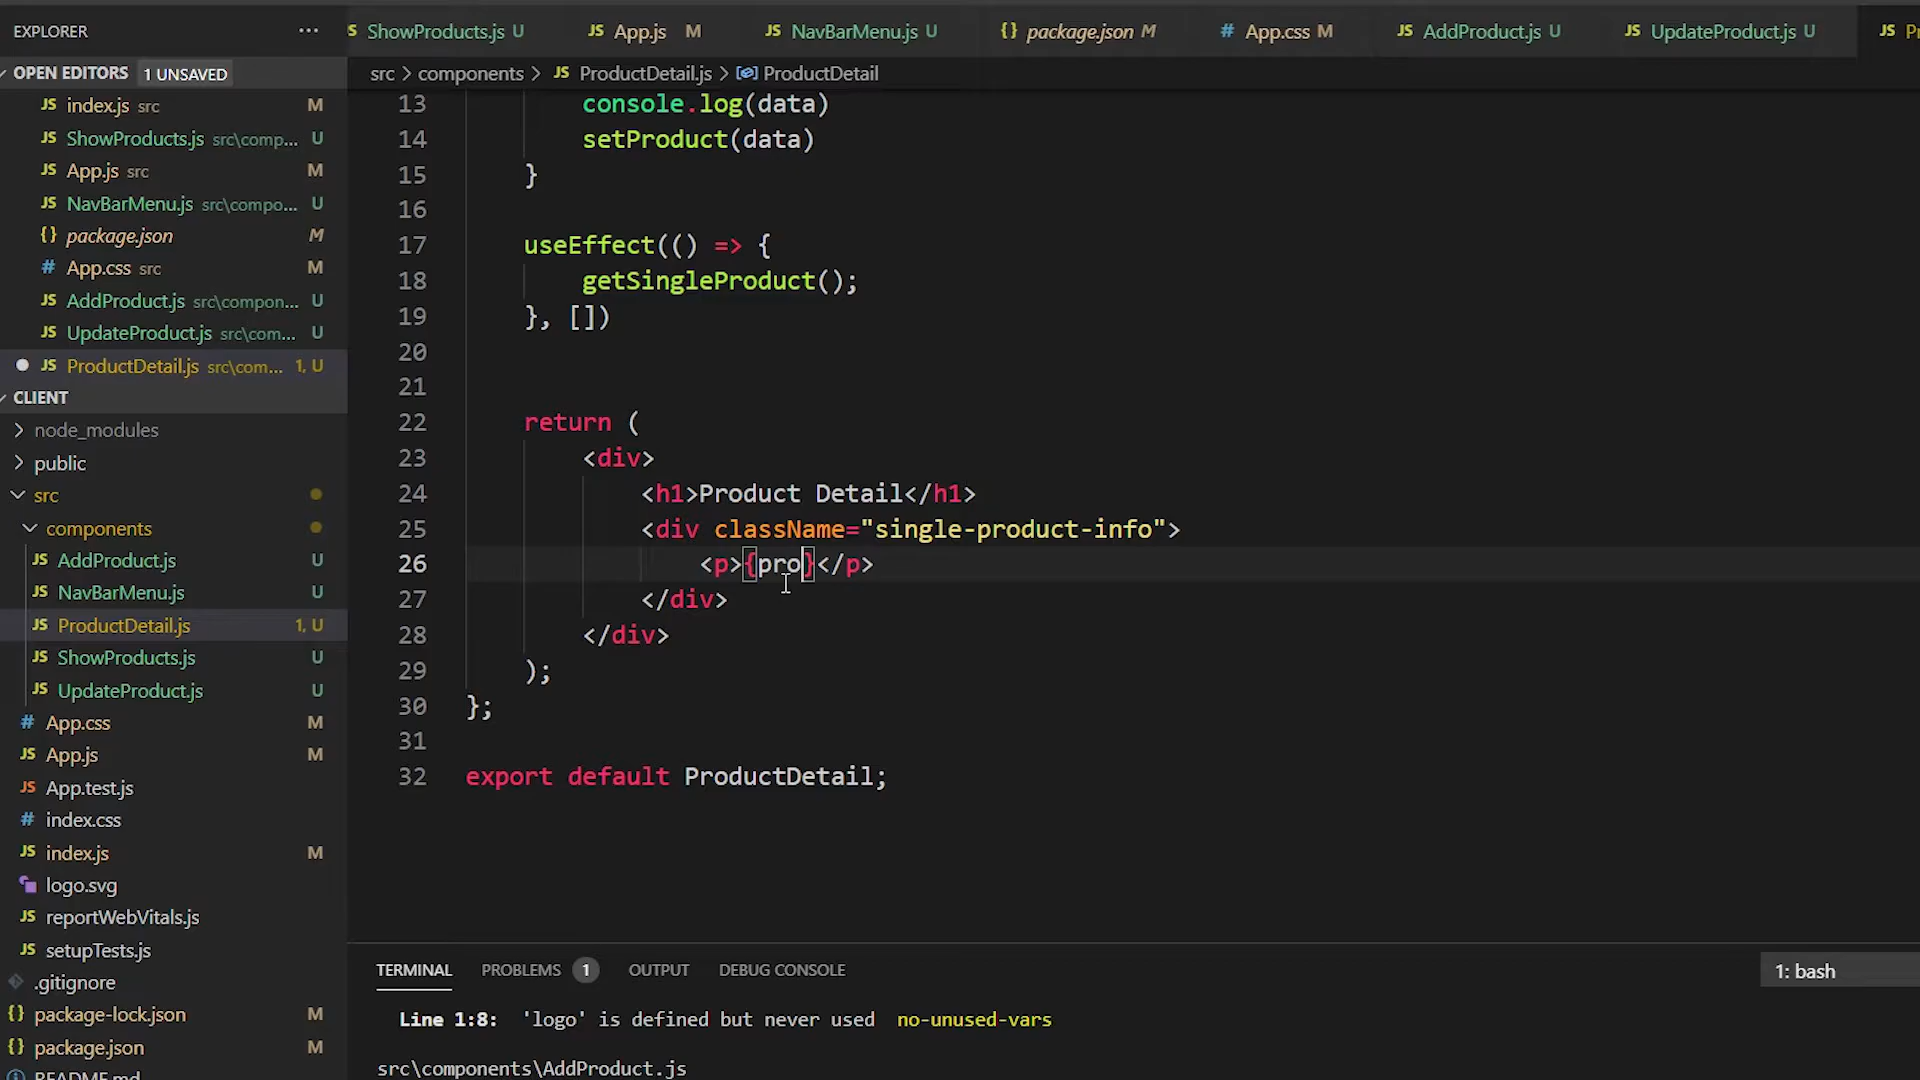 EXPLORER ···
OPEN EDITORS 1 UNSAVED
JS index.js src M
JS ShowProducts.js src\comp... U
JS App.js src M
JS NavBarMenu.js src\compo... U
{} package.json M
# App.css src M
JS AddProduct.js src\compon... U
JS UpdateProduct.js src\com... U
JS ProductDetail.js src\com... 1, U
CLIENT
node_modules
public
src
components
JS AddProduct.js U
JS NavBarMenu.js U
JS ProductDetail.js 1, U
JS ShowProducts.js U
JS UpdateProduct.js U
# App.css M
JS App.js M
JS App.test.js
# index.css
JS index.js M
logo.svg
JS reportWebVitals.js
JS setupTests.js
.gitignore
{} package-lock.json M
{} package.json M
README.md
ShowProducts.js U JS App.js M JS NavBarMenu.js U {} package.json M # App.css M JS AddProduct.js U JS UpdateProduct.js U JS
src > components > JS ProductDetail.js > ProductDetail
13 console.log(data)
14 setProduct(data)
15 }
16
17 useEffect(() => {
18 getSingleProduct();
19 }, [])
20
21
22 return (
23 <div>
24 <h1>Product Detail</h1>
25 <div className="single-product-info">
26 <p>{pro}</p>
27 </div>
28 </div>
29 );
30 };
31
32 export default ProductDetail;
TERMINAL PROBLEMS 1 OUTPUT DEBUG CONSOLE 1: bash
Line 1:8: 'logo' is defined but never used no-unused-vars
src\components\AddProduct.js